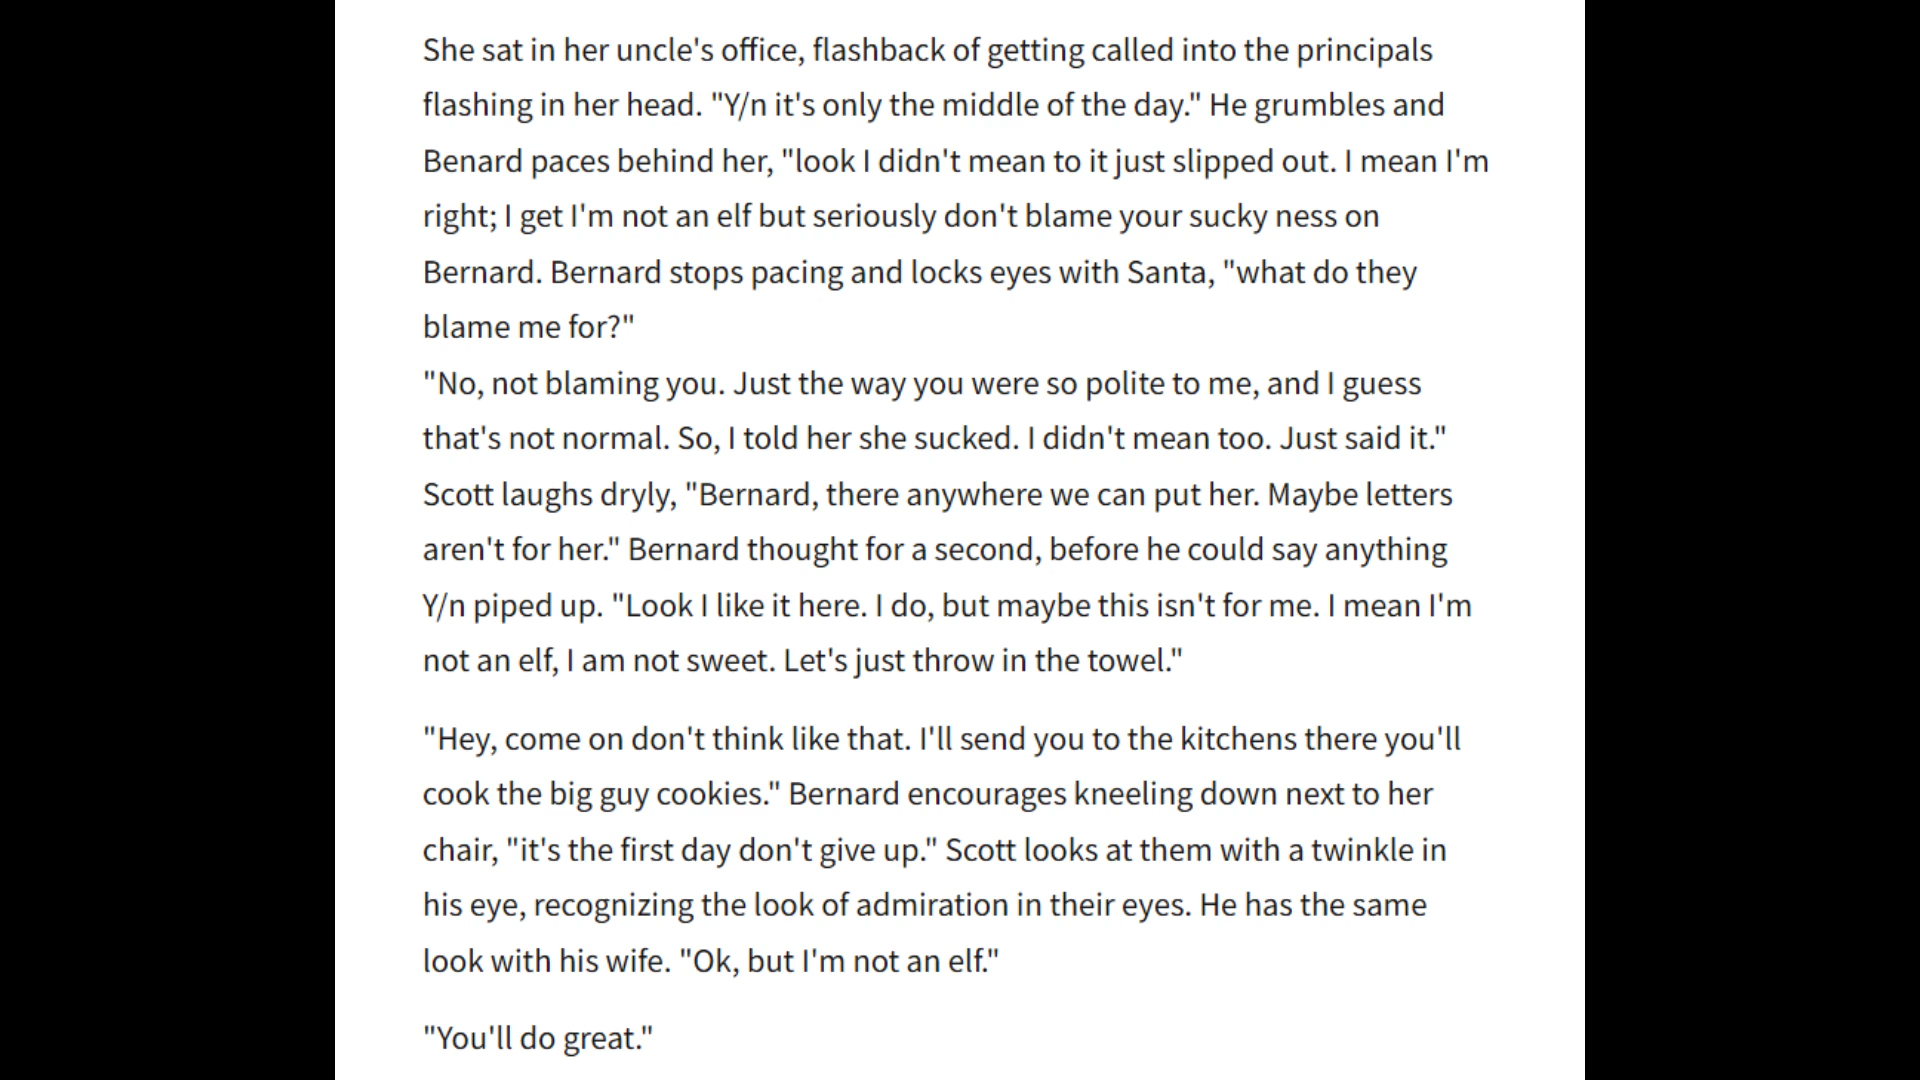 She sat in her uncle's office, flashback of getting called into the principals
flashing in her head. "Y/n it's only the middle of the day." He grumbles and
Benard paces behind her, "look I didn't mean to it just slipped out. I mean I'm
right; I get I'm not an elf but seriously don't blame your sucky ness on
Bernard. Bernard stops pacing and locks eyes with Santa, "what do they
blame me for?"
"No, not blaming you. Just the way you were so polite to me, and I guess
that's not normal. So, I told her she sucked. I didn't mean too. Just said it."
Scott laughs dryly, "Bernard, there anywhere we can put her. Maybe letters
aren't for her." Bernard thought for a second, before he could say anything
Y/n piped up. "Look I like it here. I do, but maybe this isn't for me. I mean I'm
not an elf, I am not sweet. Let's just throw in the towel."
"Hey, come on don't think like that. I'll send you to the kitchens there you'll
cook the big guy cookies." Bernard encourages kneeling down next to her
chair, "it's the first day don't give up." Scott looks at them with a twinkle in
his eye, recognizing the look of admiration in their eyes. He has the same
look with his wife. "Ok, but I'm not an elf."
"You'll do great."